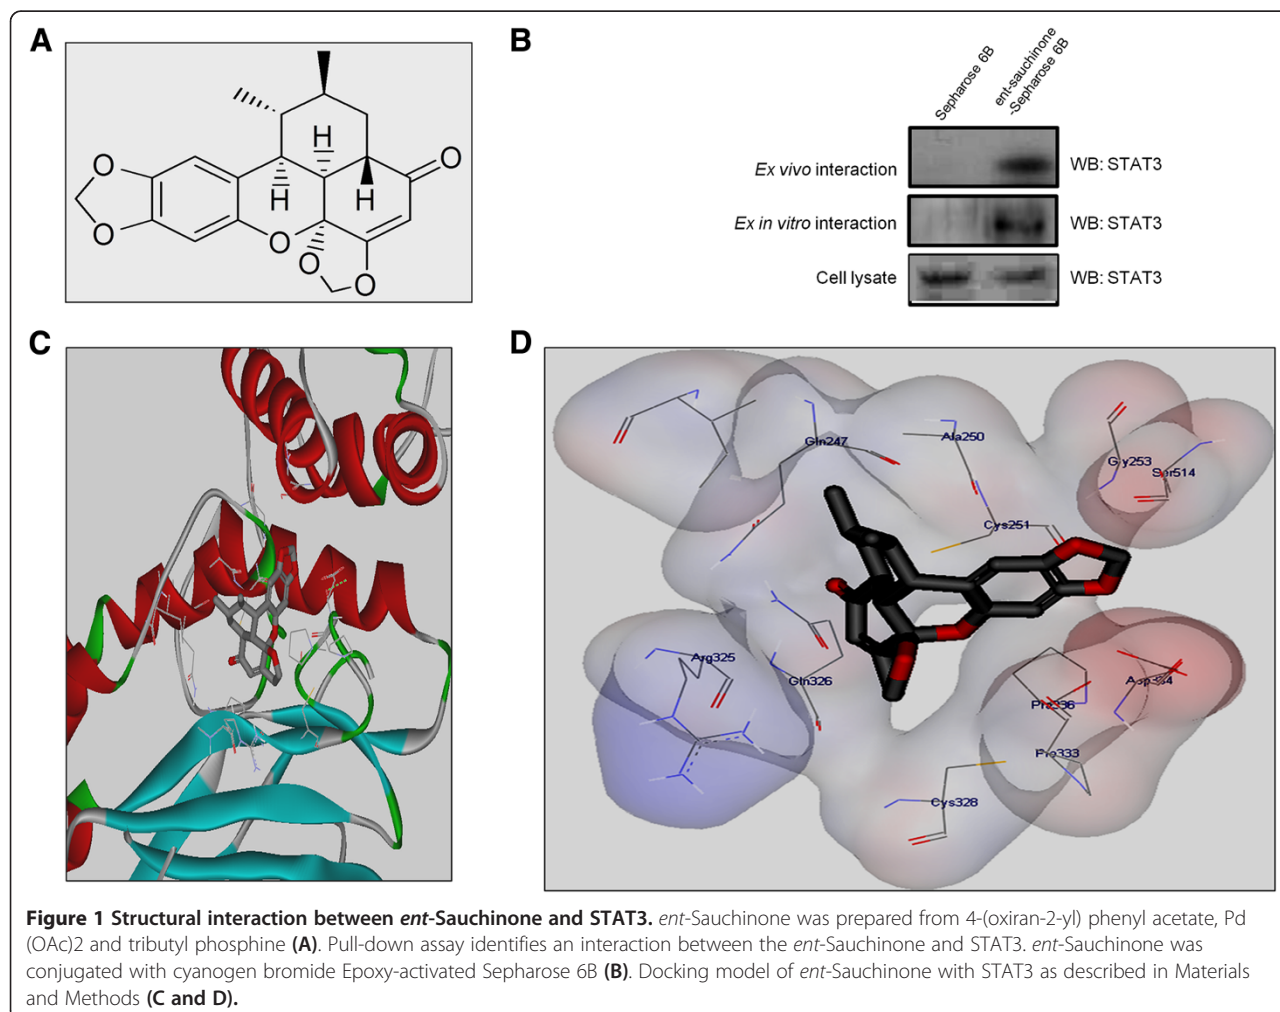 A
H
H
H
O
O
O
O
O
O
B
Sepharose 6B
ent-sauchinone
-Sepharose 6B
Ex vivo interaction
WB: STAT3
Ex in vitro interaction
WB: STAT3
Cell lysate
WB: STAT3
C
D
Gln247
Ala250
Gly253
Ser514
Cys251
Arg325
Gln326
Pro336
Pro333
Cys328
Figure 1 Structural interaction between ent-Sauchinone and STAT3. ent-Sauchinone was prepared from 4-(oxiran-2-yl) phenyl acetate, Pd
(OAc)2 and tributyl phosphine (A). Pull-down assay identifies an interaction between the ent-Sauchinone and STAT3. ent-Sauchinone was
conjugated with cyanogen bromide Epoxy-activated Sepharose 6B (B). Docking model of ent-Sauchinone with STAT3 as described in Materials
and Methods (C and D).